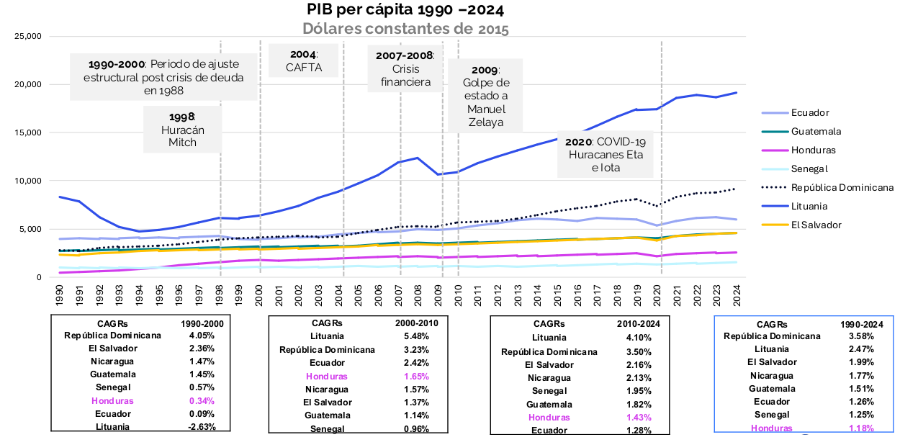 PIB per cápita 1990 –2024
Dólares constantes de 2015
25,000
20,000
15,000
10,000
5,000
0
1990-2000: Periodo de ajuste
estructural post crisis de deuda
en 1988
1998:
Huracán
Mitch
2004:
CAFTA
2007-2008:
Crisis
financiera
2009:
Golpe de
estado a
Manuel
Zelaya
2020: COVID-19
Huracanes Eta
e Iota
Ecuador
Guatemala
Honduras
Senegal
República Dominicana
Lituania
El Salvador
1990 1991 1992 1993 1994 1995 1996 1997 1998 1999 2000 2001 2002 2003 2004 2005 2006 2007 2008 2009 2010 2011 2012 2013 2014 2015 2016 2017 2018 2019 2020 2021 2022 2023 2024
CAGRs 1990-2000
República Dominicana 4.05%
El Salvador 2.36%
Nicaragua 1.47%
Guatemala 1.45%
Senegal 0.57%
Honduras 0.34%
Ecuador 0.09%
Lituania -2.63%
CAGRs 2000-2010
Lituania 5.48%
República Dominicana 3.23%
Ecuador 2.42%
Honduras 1.65%
Nicaragua 1.57%
El Salvador 1.37%
Guatemala 1.14%
Senegal 0.96%
CAGRs 2010-2024
Lituania 4.10%
República Dominicana 3.50%
El Salvador 2.16%
Nicaragua 2.13%
Senegal 1.95%
Guatemala 1.82%
Honduras 1.43%
Ecuador 1.28%
CAGRs 1990-2024
República Dominicana 3.58%
Lituania 2.47%
El Salvador 1.99%
Nicaragua 1.77%
Guatemala 1.51%
Ecuador 1.26%
Senegal 1.25%
Honduras 1.18%